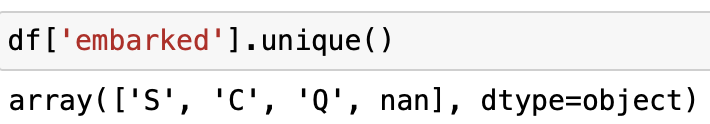 df['embarked'].unique()
array(['S', 'C', 'Q', nan], dtype=object)